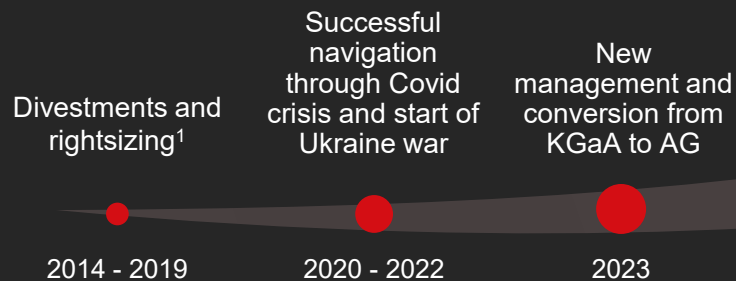 Divestments and
rightsizing¹
2014 - 2019
Successful
navigation
through Covid
crisis and start of
Ukraine war
2020 - 2022
New
management and
conversion from
KGaA to AG
2023